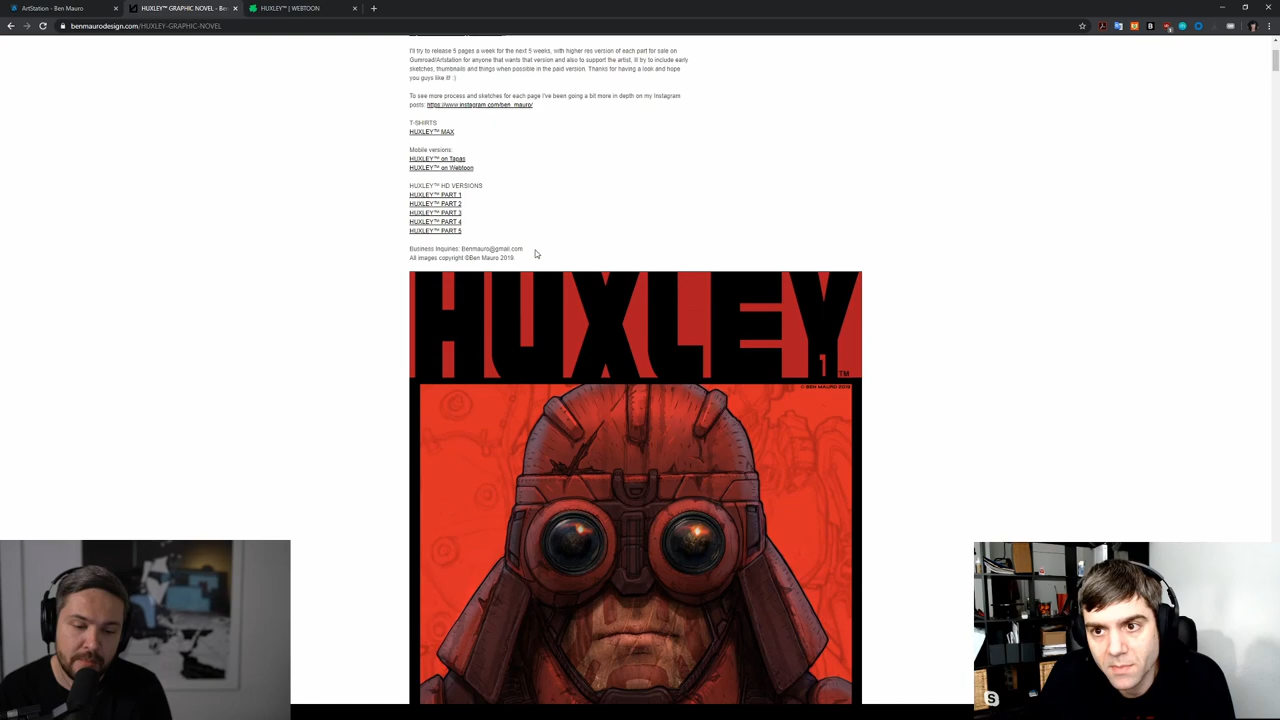 ArtStation - Ben Mauro
HUXLEY™ GRAPHIC NOVEL - Be
HUXLEY™ | WEBTOON
benmaurodesign.com/HUXLEY-GRAPHIC-NOVEL
I'll try to release 5 pages a week for the next 5 weeks, with higher res version of each part for sale on
Gumroad/Artstation for anyone that wants that version and also to support the artist, Ill try to include early
sketches, thumbnails and things when possible in the paid version. Thanks for having a look and hope
you guys like it! :)
To see more process and sketches for each page I've been going a bit more in depth on my Instagram
posts: https://www.instagram.com/ben_mauro/
T-SHIRTS
HUXLEY™ MAX
Mobile versions:
HUXLEY™ on Tapas
HUXLEY™ on Webtoon
HUXLEY™ HD VERSIONS
HUXLEY™ PART 1
HUXLEY™ PART 2
HUXLEY™ PART 3
HUXLEY™ PART 4
HUXLEY™ PART 5
Business Inquiries: Benmauro@gmail.com
All images copyright ©Ben Mauro 2019.
HUXLEY
1
TM
© BEN MAURO 2019